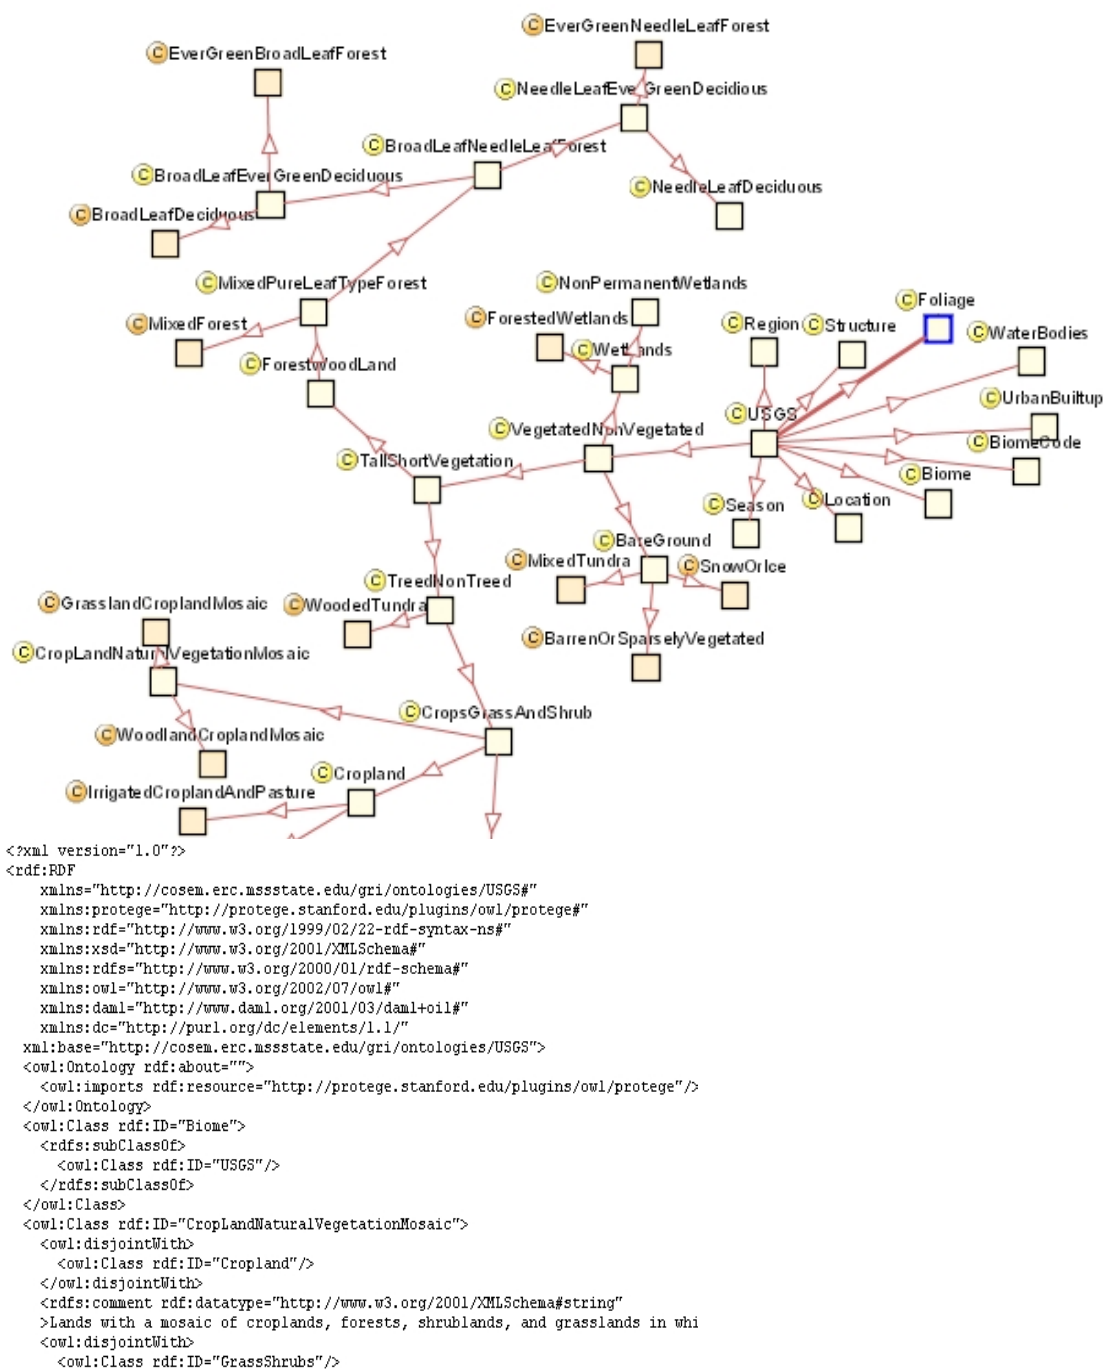 EverGreenNeedleLeafForest
EverGreenBroadLeafForest
NeedleLeafEverGreenDecidious
BroadLeafNeedleLeafForest
BroadLeafEverGreenDeciduous
NeedleLeafDeciduous
BroadLeafDeciduous
MixedPureLeafTypeForest
NonPermanentWetlands
Foliage
MixedForest
ForestedWetlands
Region
Structure
WaterBodies
Wetlands
ForestWoodLand
UrbanBuiltup
USGS
VegetatedNonVegetated
BiomeCode
TallShortVegetation
Biome
Season
Location
BareGround
MixedTundra
SnowOrIce
TreedNonTreed
GrasslandCroplandMosaic
WoodedTundra
BarrenOrSparselyVegetated
CropLandNaturalVegetationMosaic
CropsGrassAndShrub
WoodlandCroplandMosaic
Cropland
IrrigatedCroplandAndPasture
<?xml version="1.0"?>
<rdf:RDF
xmlns="http://cosem.erc.msstate.edu/gri/ontologies/USGS#"
xmlns:protege="http://protege.stanford.edu/plugins/owl/protege#"
xmlns:rdf="http://www.w3.org/1999/02/22-rdf-syntax-ns#"
xmlns:xsd="http://www.w3.org/2001/XMLSchema#"
xmlns:rdfs="http://www.w3.org/2000/01/rdf-schema#"
xmlns:owl="http://www.w3.org/2002/07/owl#"
xmlns:daml="http://www.daml.org/2001/03/daml+oil#"
xmlns:dc="http://purl.org/dc/elements/1.1/"
xml:base="http://cosem.erc.msstate.edu/gri/ontologies/USGS">
<owl:Ontology rdf:about="">
<owl:imports rdf:resource="http://protege.stanford.edu/plugins/owl/protege"/>
</owl:Ontology>
<owl:Class rdf:ID="Biome">
<rdfs:subClassOf>
<owl:Class rdf:ID="USGS"/>
</rdfs:subClassOf>
</owl:Class>
<owl:Class rdf:ID="CropLandNaturalVegetationMosaic">
<owl:disjointWith>
<owl:Class rdf:ID="Cropland"/>
</owl:disjointWith>
<rdfs:comment rdf:datatype="http://www.w3.org/2001/XMLSchema#string"
>Lands with a mosaic of croplands, forests, shrublands, and grasslands in whi
<owl:disjointWith>
<owl:Class rdf:ID="GrassShrubs"/>